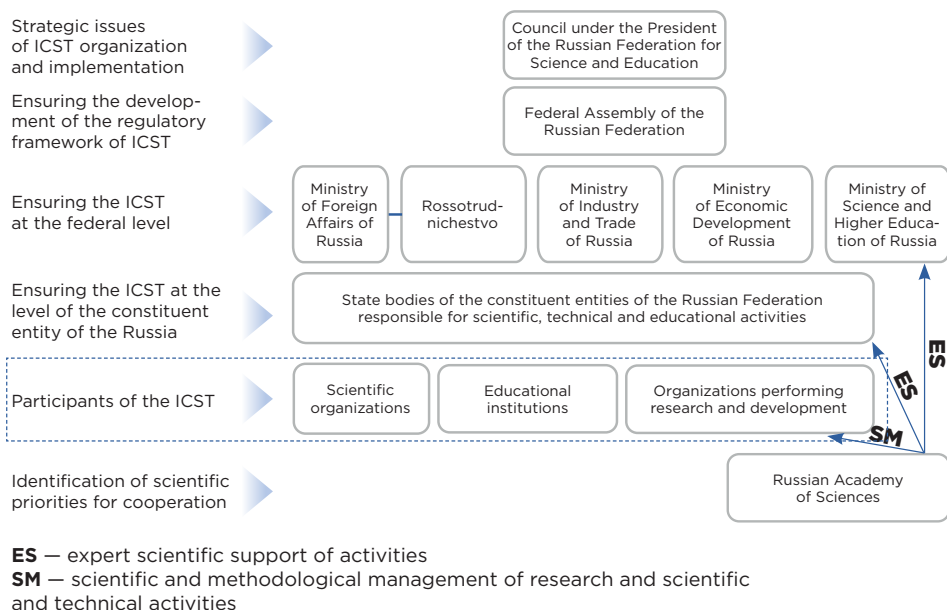 Strategic issues
of ICST organization
and implementation
Council under the President
of the Russian Federation for
Science and Education
Ensuring the develop-
ment of the regulatory
framework of ICST
Federal Assembly of the
Russian Federation
Ensuring the ICST
at the federal level
Ministry
of Foreign
Affairs of
Russia
Rossotrud-
nichestvo
Ministry
of Industry
and Trade
of Russia
Ministry
of Economic
Development
of Russia
Ministry of
Science and
Higher Educa-
tion of Russia
Ensuring the ICST at the
level of the constituent
entity of the Russia
State bodies of the constituent entities of the Russian Federation
responsible for scientific, technical and educational activities
ES
ES
Participants of the ICST
Scientific
organizations
Educational
institutions
Organizations performing
research and development
SM
Identification of scientific
priorities for cooperation
Russian Academy
of Sciences
ES — expert scientific support of activities
SM — scientific and methodological management of research and scientific
and technical activities